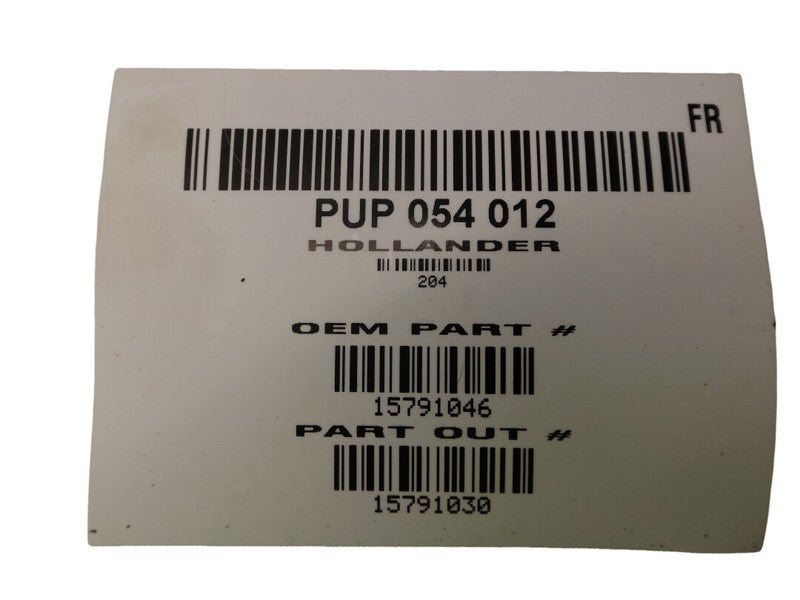 FR
PUP 054 012
HOLLANDER
204
OEM PART #
15791046
PART OUT #
15791030